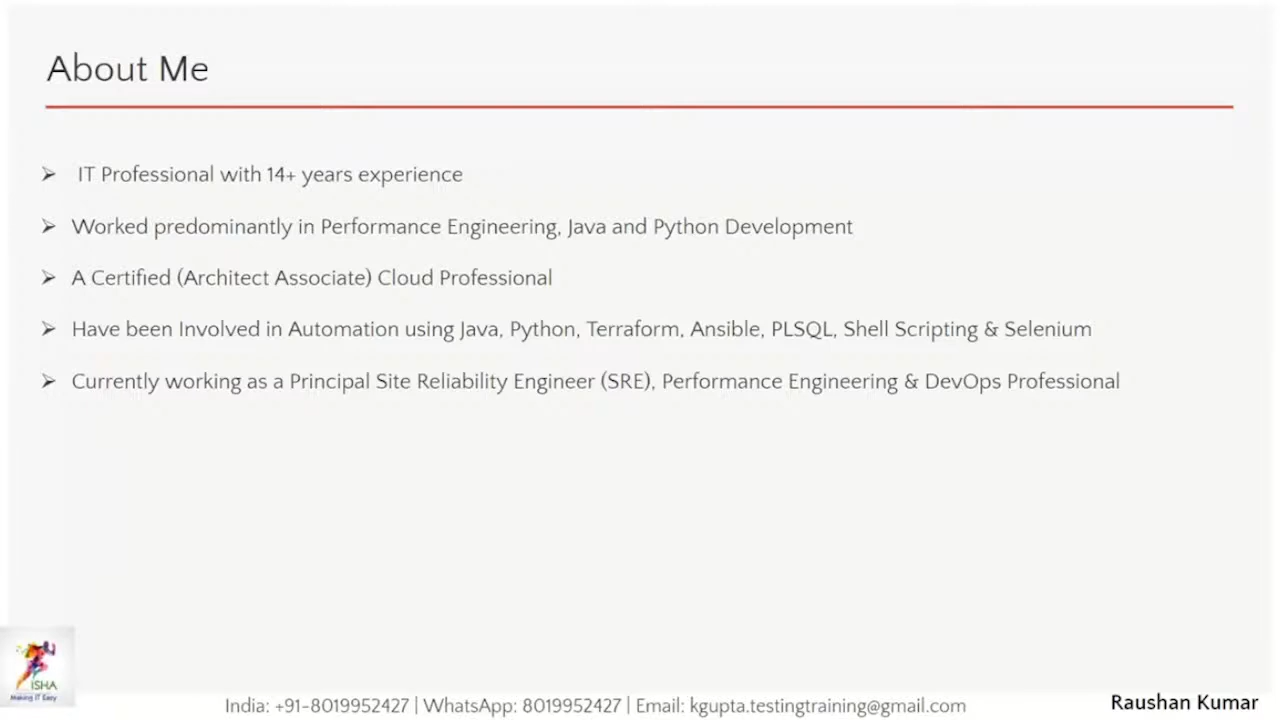 About Me
➢ IT Professional with 14+ years experience
➢ Worked predominantly in Performance Engineering, Java and Python Development
➢ A Certified (Architect Associate) Cloud Professional
➢ Have been Involved in Automation using Java, Python, Terraform, Ansible, PLSQL, Shell Scripting & Selenium
➢ Currently working as a Principal Site Reliability Engineer (SRE), Performance Engineering & DevOps Professional
ISHA
Making IT Easy
India: +91-8019952427 | WhatsApp: 8019952427 | Email: kgupta.testingtraining@gmail.com
Raushan Kumar